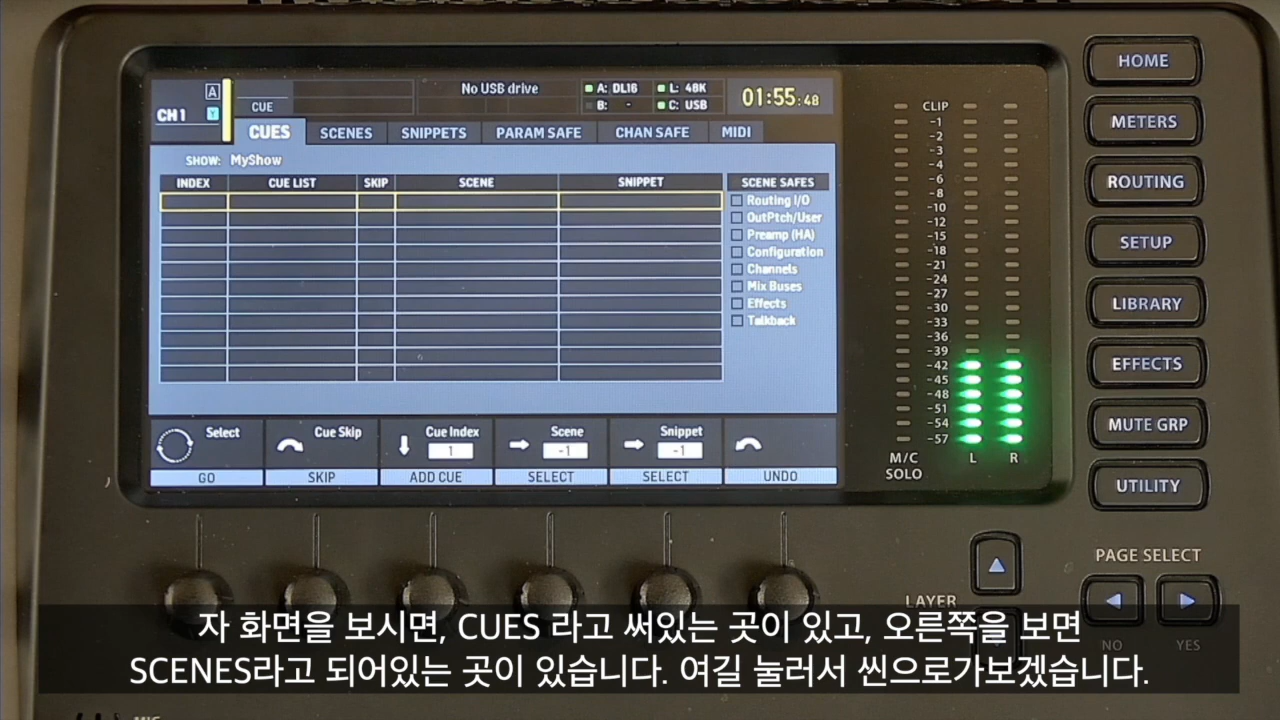 A
CH1
Y
CUE
No USB drive
A: DL16
B: -
L: 48K
C: USB
01:55:48
CUES SCENES SNIPPETS PARAM SAFE CHAN SAFE MIDI
SHOW: MyShow
INDEX CUE LIST SKIP SCENE SNIPPET
SCENE SAFES
Routing I/O
OutPtch/User
Preamp (HA)
Configuration
Channels
Mix Buses
Effects
Talkback
Select
GO
Cue Skip
SKIP
Cue Index
1
ADD CUE
Scene
-1
SELECT
Snippet
-1
SELECT
UNDO
CLIP
-1
-2
-3
-4
-6
-8
-10
-12
-15
-18
-21
-24
-27
-30
-33
-36
-39
-42
-45
-48
-51
-54
-57
M/C
SOLO
L R
HOME
METERS
ROUTING
SETUP
LIBRARY
EFFECTS
MUTE GRP
UTILITY
PAGE SELECT
LAYER
NO YES
자 화면을 보시면, CUES 라고 써있는 곳이 있고, 오른쪽을 보면
SCENES라고 되어있는 곳이 있습니다. 여길 눌러서 씬으로가보겠습니다.